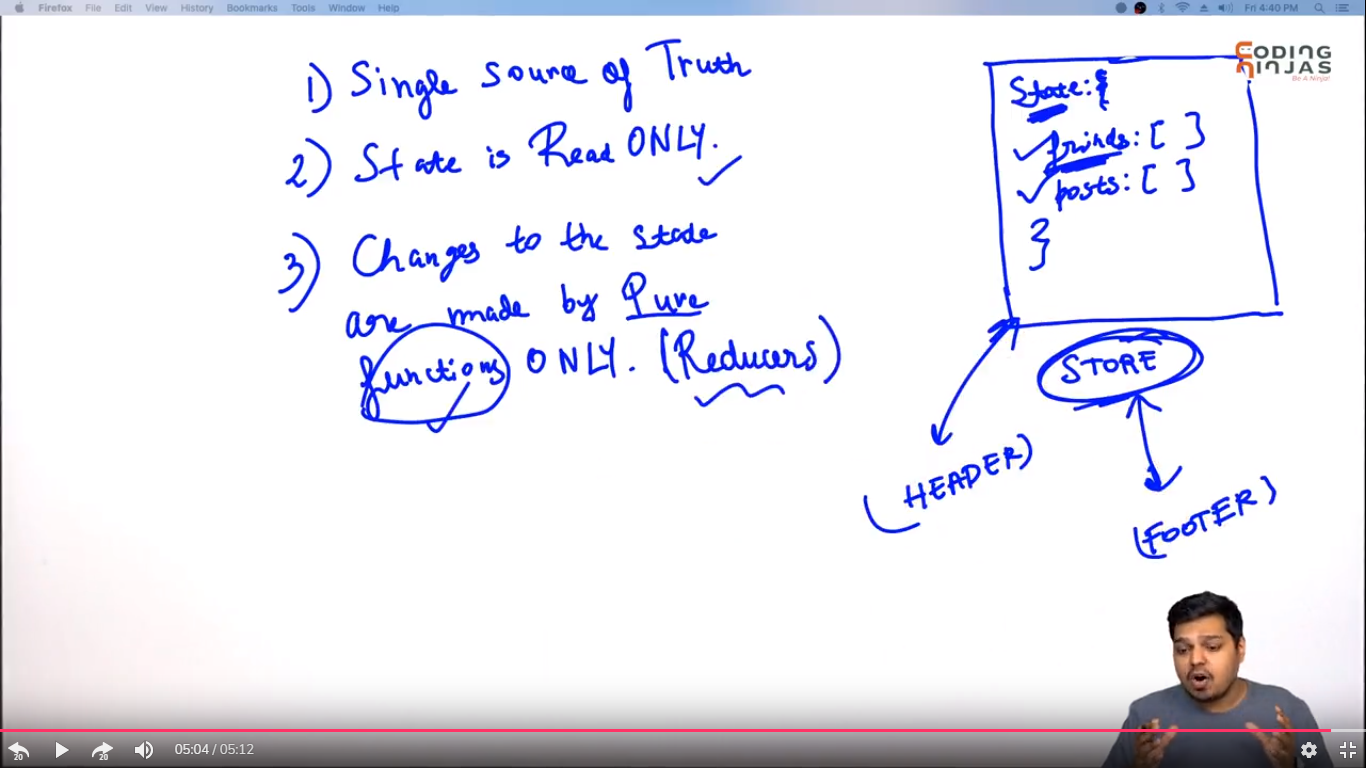 Firefox File Edit View History Bookmarks Tools Window Help
Fri 4:40 PM
CODING
NINJAS
Be A Ninja!
1) Single Source of Truth
2) State is Read ONLY.
3) Changes to the state
are made by Pure
functions ONLY. (Reducers)
State: {
friends: [ ]
posts: [ ]
}
STORE
(HEADER)
(FOOTER)
20
20
05:04 / 05:12